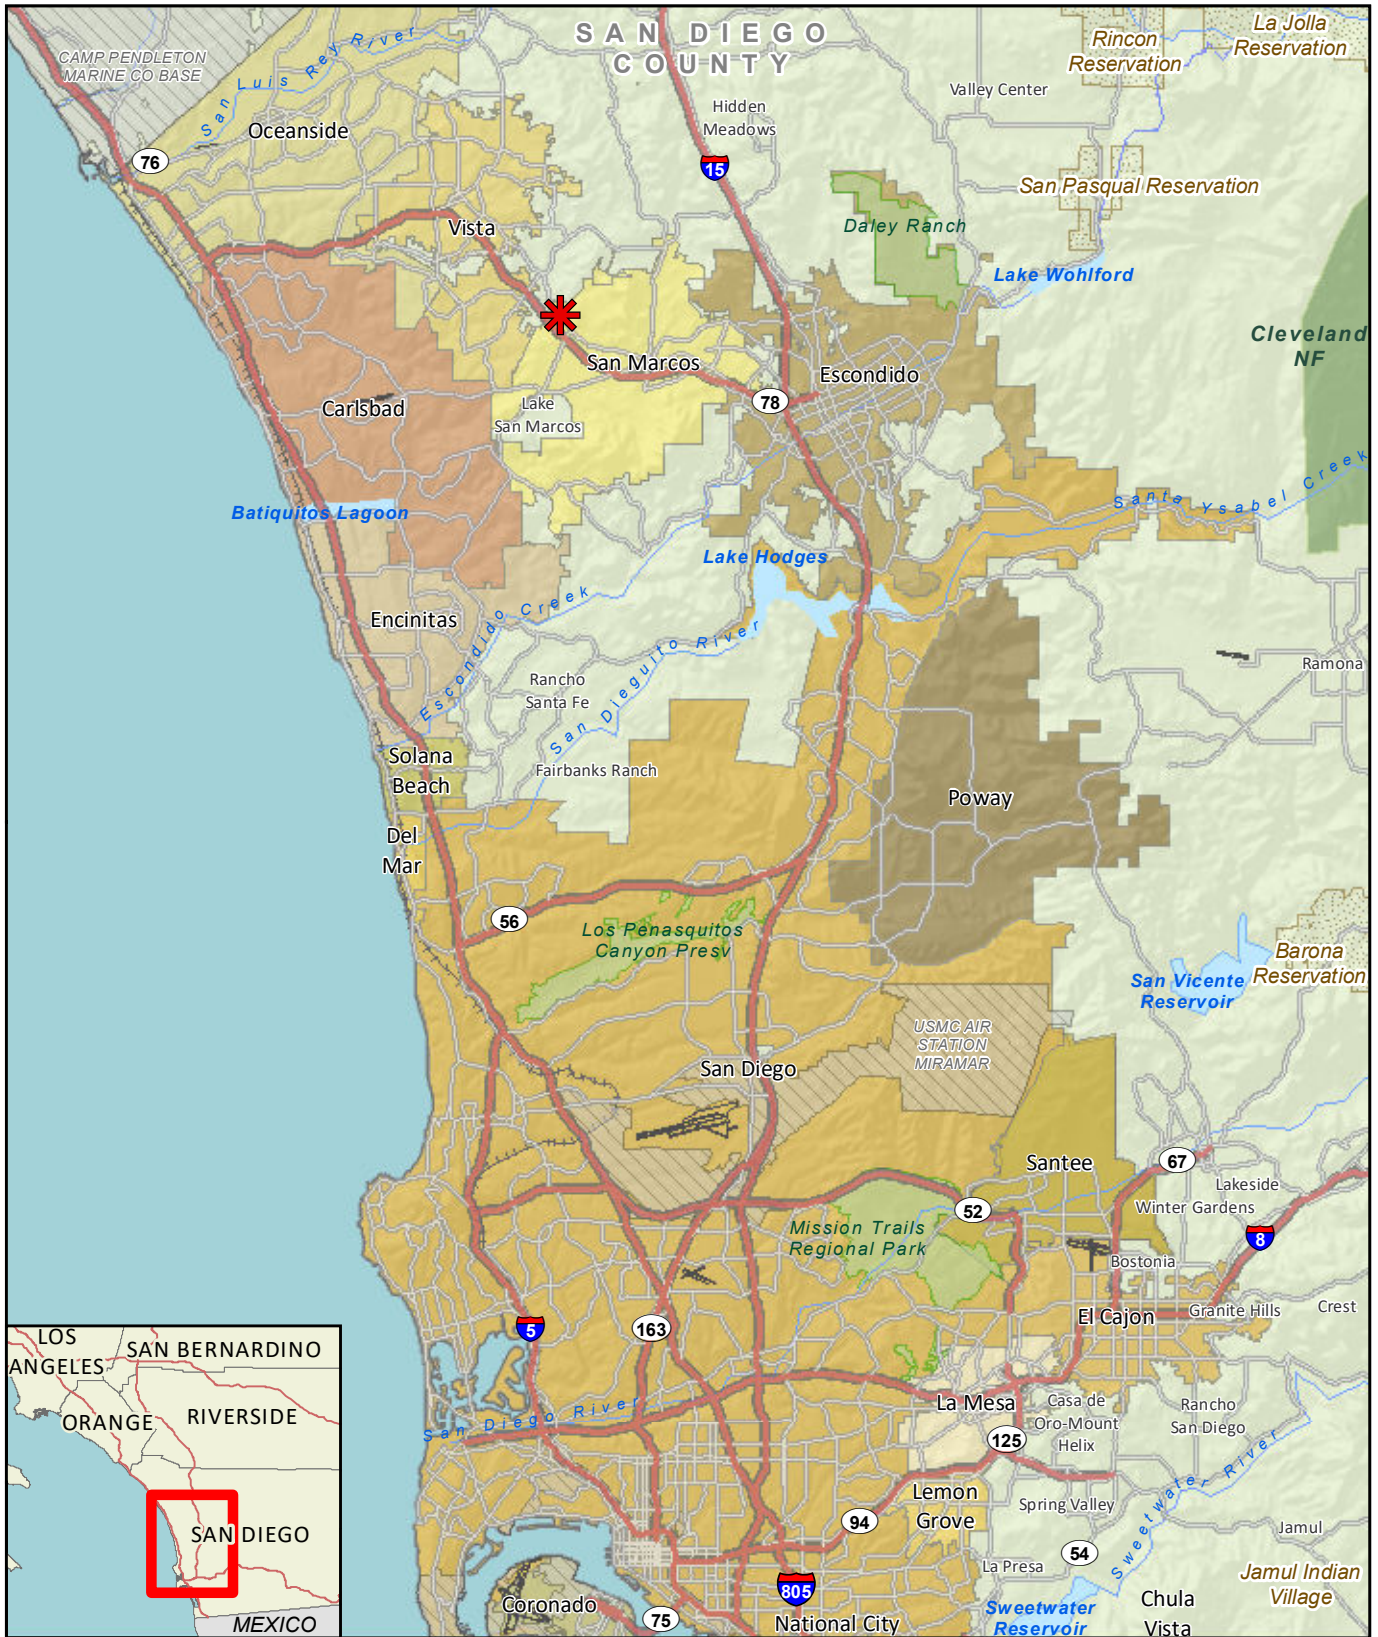 SAN DIEGO
COUNTY
CAMP PENDLETON
MARINE CO BASE
San Luis Rey River
Oceanside
76
Hidden
Meadows
15
Valley Center
Rincon
Reservation
La Jolla
Reservation
San Pasqual Reservation
Vista
Daley Ranch
Lake Wohlford
Cleveland
NF
San Marcos
Escondido
78
Carlsbad
Lake
San Marcos
Batiquitos Lagoon
Santa Ysabel Creek
Lake Hodges
Encinitas
Escondido Creek
San Dieguito River
Rancho
Santa Fe
Ramona
Solana
Beach
Fairbanks Ranch
Poway
Del
Mar
56
Los Penasquitos
Canyon Presv
San Vicente
Reservoir
Barona
Reservation
USMC AIR
STATION
MIRAMAR
San Diego
Santee
67
Lakeside
Winter Gardens
52
Mission Trails
Regional Park
8
Bostonia
El Cajon
Granite Hills
Crest
5
163
La Mesa
Casa de
Oro-Mount
Helix
Rancho
San Diego
San Diego River
125
Lemon
Grove
Spring Valley
94
Sweetwater River
Jamul
54
La Presa
Jamul Indian
Village
805
Coronado
75
National City
Sweetwater
Reservoir
Chula
Vista
LOS
ANGELES
SAN BERNARDINO
ORANGE
RIVERSIDE
SAN DIEGO
MEXICO